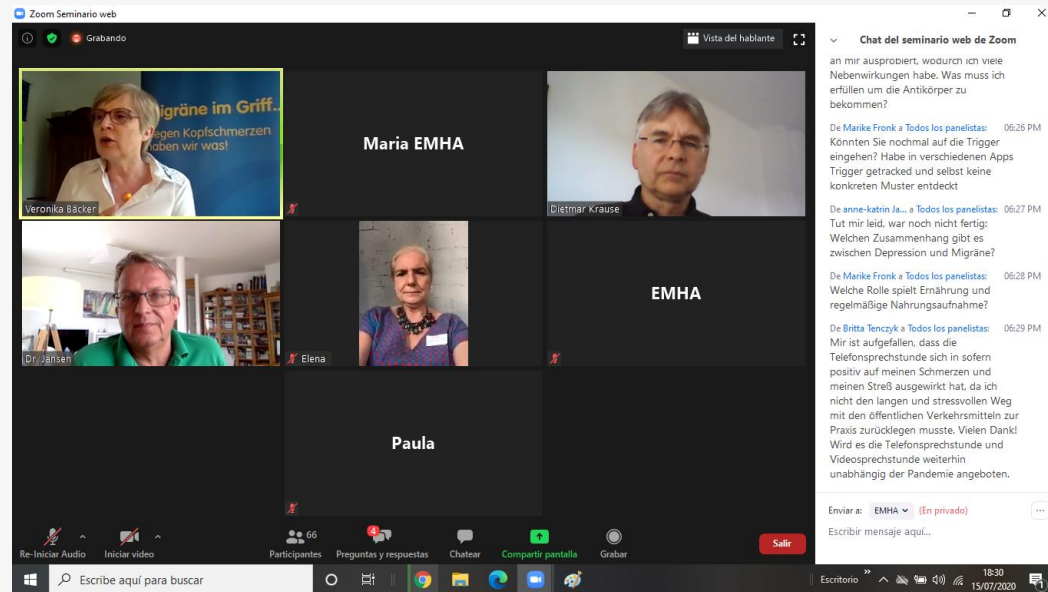 Zoom Seminario web
Grabando
Vista del hablante
igräne im Griff..
egen Kopfschmerzen
haben wir was!
Veronika Bäcker
Maria EMHA
Dietmar Krause
Dr. Jansen
Elena
EMHA
Paula
Re-Iniciar Audio
Iniciar video
66
Participantes
4
Preguntas y respuestas
Chatear
Compartir pantalla
Grabar
Salir
Chat del seminario web de Zoom
an mir ausprobiert, wodurch ich viele
Nebenwirkungen habe. Was muss ich
erfüllen um die Antikörper zu
bekommen?
De Marike Fronk a Todos los panelistas: 06:26 PM
Könnten Sie nochmal auf die Trigger
eingehen? Habe in verschiedenen Apps
Trigger getracked und selbst keine
konkreten Muster entdeckt
De anne-katrin Ja... a Todos los panelistas: 06:27 PM
Tut mir leid, war noch nicht fertig:
Welchen Zusammenhang gibt es
zwischen Depression und Migräne?
De Marike Fronk a Todos los panelistas: 06:28 PM
Welche Rolle spielt Ernährung und
regelmäßige Nahrungsaufnahme?
De Britta Tenczyk a Todos los panelistas: 06:29 PM
Mir ist aufgefallen, dass die
Telefonsprechstunde sich in sofern
positiv auf meinen Schmerzen und
meinen Streß ausgewirkt hat, da ich
nicht den langen und stressvollen Weg
mit den öffentlichen Verkehrsmitteln zur
Praxis zurücklegen musste. Vielen Dank!
Wird es die Telefonsprechstunde und
Videosprechstunde weiterhin
unabhängig der Pandemie angeboten.
Enviar a: EMHA (En privado)
Escribir mensaje aquí...
Escribe aquí para buscar
Escritorio
18:30
15/07/2020
1